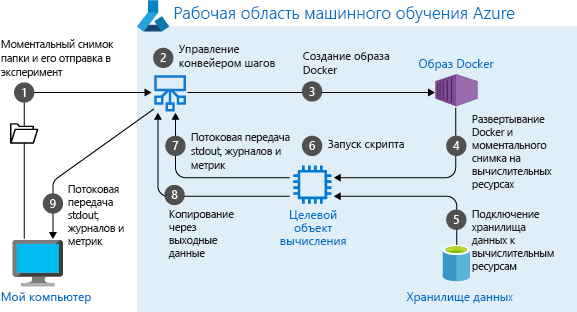 Рабочая область машинного обучения Azure
Моментальный снимок
папки и его отправка в
эксперимент
1
2
Управление
конвейером шагов
Создание образа
Docker
3
Образ Docker
4
Развертывание
Docker и
моментального
снимка на
вычислительных
ресурсах
7
Потоковая передача
stdout, журналов и
метрик
6
Запуск скрипта
8
Копирование
через
выходные
данные
Целевой
объект
вычисления
5
Подключение
хранилища
данных к
вычислительным
ресурсам
9
Потоковая
передача
stdout,
журналов и
метрик
Мой компьютер
Хранилище данных